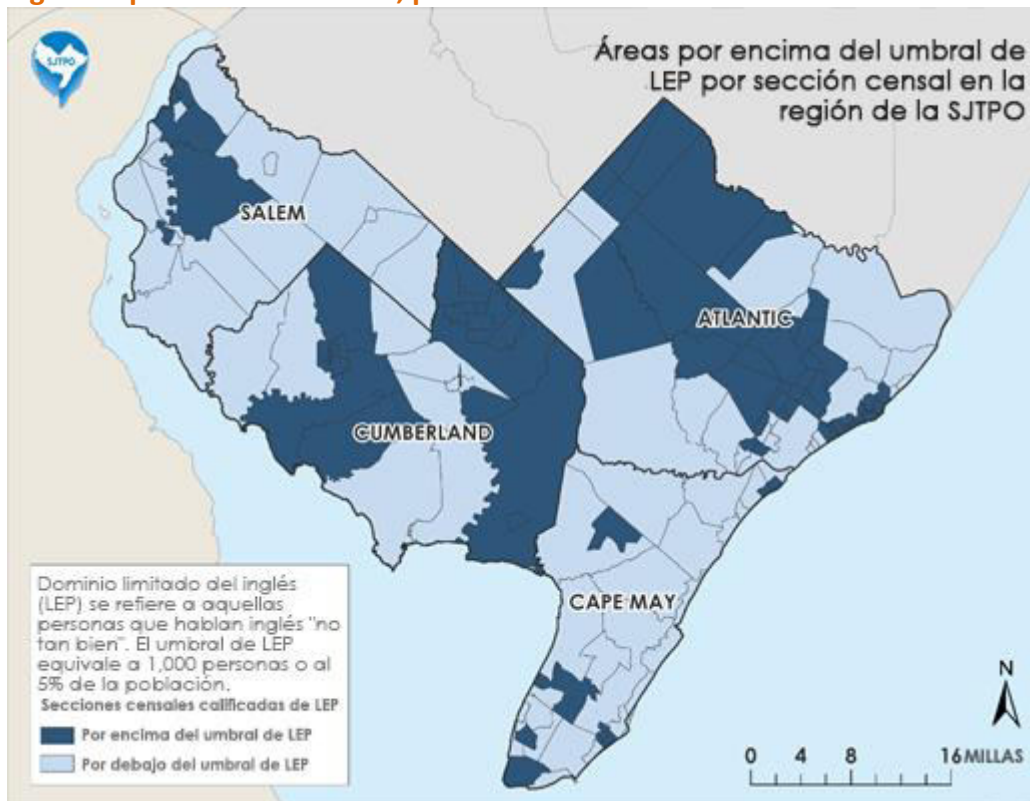 SJTPO
Áreas por encima del umbral de
LEP por sección censal en la
región de la SJTPO
SALEM
ATLANTIC
CUMBERLAND
CAPE MAY
Dominio limitado del inglés
(LEP) se refiere a aquellas
personas que hablan inglés "no
tan bien". El umbral de LEP
equivale a 1,000 personas o al
5% de la población.
Secciones censales calificadas de LEP
Por encima del umbral de LEP
Por debajo del umbral de LEP
N
0 4 8 16 MILLAS